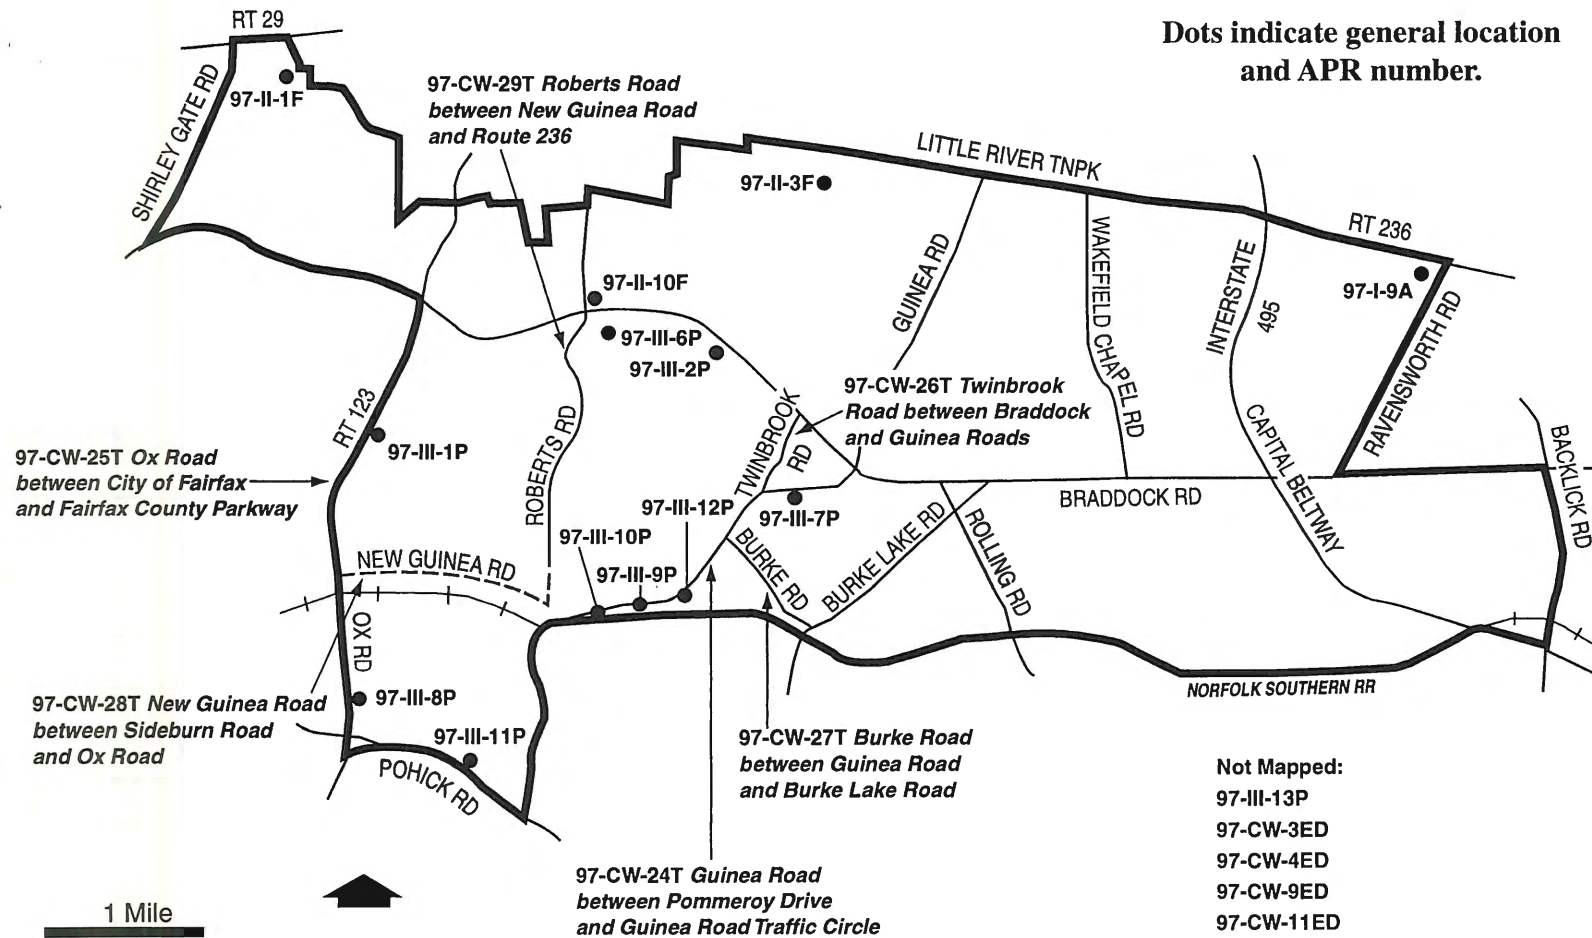 RT 29
Dots indicate general location
and APR number.
SHIRLEY GATE RD
97-II-1F
97-CW-29T Roberts Road
between New Guinea Road
and Route 236
LITTLE RIVER TNPK
97-II-3F
RT 236
WAKEFIELD CHAPEL RD
GUINEA RD
INTERSTATE
495
97-I-9A
RAVENSWORTH RD
97-II-10F
97-III-6P
97-III-2P
97-CW-26T Twinbrook
Road between Braddock
and Guinea Roads
RT 123
97-III-1P
ROBERTS RD
TWINBROOK
RD
CAPITAL BELTWAY
BACKLICK RD
97-CW-25T Ox Road
between City of Fairfax
and Fairfax County Parkway
BRADDOCK RD
97-III-12P
97-III-7P
97-III-10P
97-III-9P
BURKE RD
BURKE LAKE RD
ROLLING RD
NEW GUINEA RD
OX RD
97-III-8P
97-CW-28T New Guinea Road
between Sideburn Road
and Ox Road
97-III-11P
POHICK RD
NORFOLK SOUTHERN RR
97-CW-27T Burke Road
between Guinea Road
and Burke Lake Road
97-CW-24T Guinea Road
between Pommeroy Drive
and Guinea Road Traffic Circle
Not Mapped:
97-III-13P
97-CW-3ED
97-CW-4ED
97-CW-9ED
97-CW-11ED
1 Mile